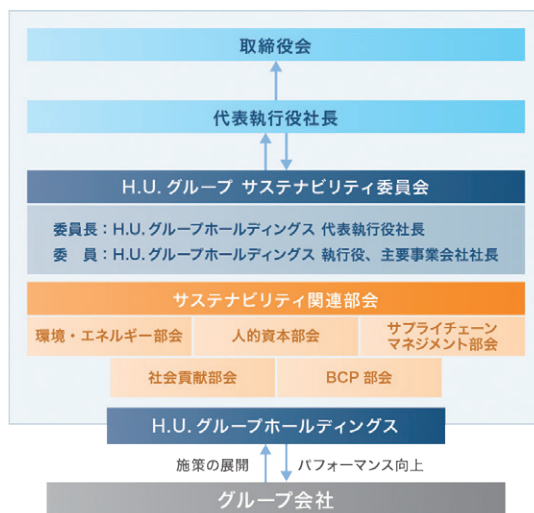 取締役会
代表執行役社長
H.U. グループ サステナビリティ委員会
委員長：H.U. グループホールディングス 代表執行役社長
委　員：H.U. グループホールディングス 執行役、主要事業会社社長
サステナビリティ関連部会
環境・エネルギー部会
人的資本部会
サプライチェーン
マネジメント部会
社会貢献部会
BCP 部会
H.U. グループホールディングス
施策の展開
パフォーマンス向上
グループ会社